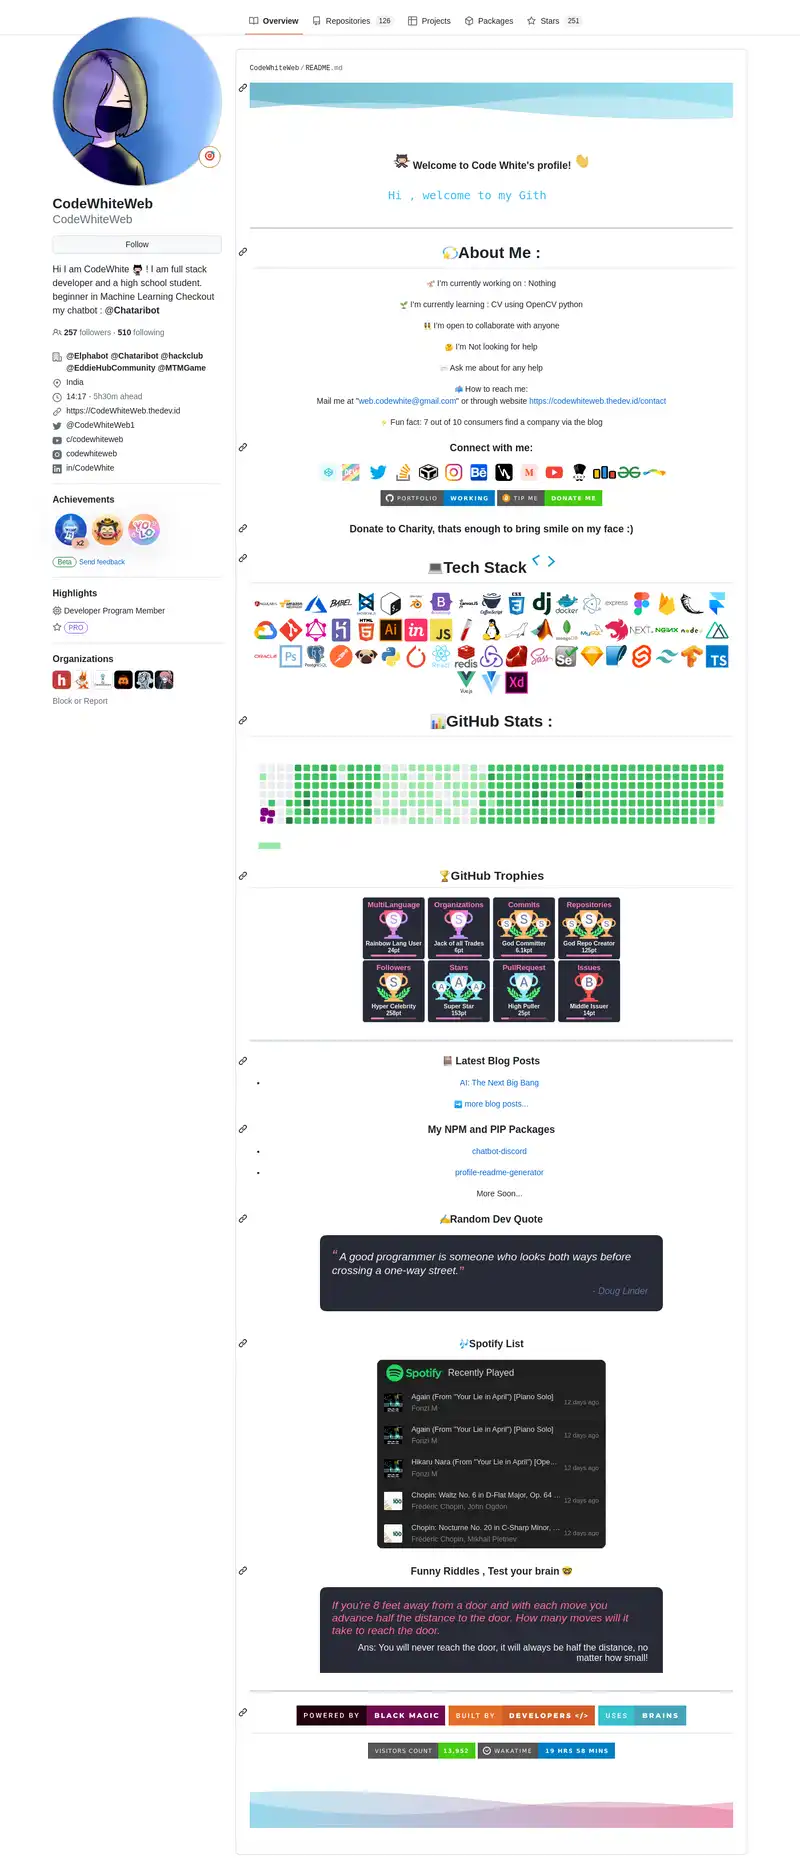 Overview
Repositories 126
Projects
Packages
Stars 251
CodeWhiteWeb
CodeWhiteWeb
Follow
Hi I am CodeWhite ! I am full stack
developer and a high school student.
beginner in Machine Learning Checkout
my chatbot : @Chataribot
257 followers · 510 following
@Elphabot @Chataribot @hackclub
@EddieHubCommunity @MTMGame
India
14:17 - 5h30m ahead
https://CodeWhiteWeb.thedev.id
@CodeWhiteWeb1
c/codewhiteweb
codewhiteweb
in/CodeWhite
Achievements
x2
YOLO
Beta Send feedback
Highlights
Developer Program Member
PRO
Organizations
Block or Report
CodeWhiteWeb / README.md
Welcome to Code White's profile!
Hi , welcome to my Gith
About Me :
I'm currently working on : Nothing
I'm currently learning : CV using OpenCV python
I'm open to collaborate with anyone
I'm Not looking for help
Ask me about for any help
How to reach me:
Mail me at "web.codewhite@gmail.com" or through website https://codewhiteweb.thedev.id/contact
Fun fact: 7 out of 10 consumers find a company via the blog
Connect with me:
PORTFOLIO WORKING
TIP ME DONATE ME
Donate to Charity, thats enough to bring smile on my face :)
Tech Stack
GitHub Stats :
GitHub Trophies
MultiLanguage Organizations Commits Repositories
S S S S
Rainbow Lang User Jack of all Trades God Committer God Repo Creator
24pt 6pt 6.1kpt 125pt
Followers Stars PullRequest Issues
S A A B
Hyper Celebrity Super Star High Puller Middle Issuer
258pt 153pt 25pt 14pt
Latest Blog Posts
• AI: The Next Big Bang
more blog posts...
My NPM and PIP Packages
• chatbot-discord
• profile-readme-generator
More Soon...
Random Dev Quote
“ A good programmer is someone who looks both ways before
crossing a one-way street.”
- Doug Linder
Spotify List
Spotify Recently Played
Again (From "Your Lie in April") [Piano Solo]
Fonzi M
12 days ago
Again (From "Your Lie in April") [Piano Solo]
Fonzi M
12 days ago
Hikaru Nara (From "Your Lie in April") [Ope...
Fonzi M
12 days ago
Chopin: Waltz No. 6 in D-Flat Major, Op. 64 ...
Frédéric Chopin, John Ogdon
12 days ago
Chopin: Nocturne No. 20 in C-Sharp Minor, ...
Frédéric Chopin, Mikhail Pletnev
12 days ago
Funny Riddles , Test your brain
If you're 8 feet away from a door and with each move you
advance half the distance to the door. How many moves will it
take to reach the door.
Ans: You will never reach the door, it will always be half the distance, no
matter how small!
POWERED BY BLACK MAGIC
BUILT BY DEVELOPERS </>
USES BRAINS
VISITORS COUNT 13,952
WAKATIME 19 HRS 58 MINS